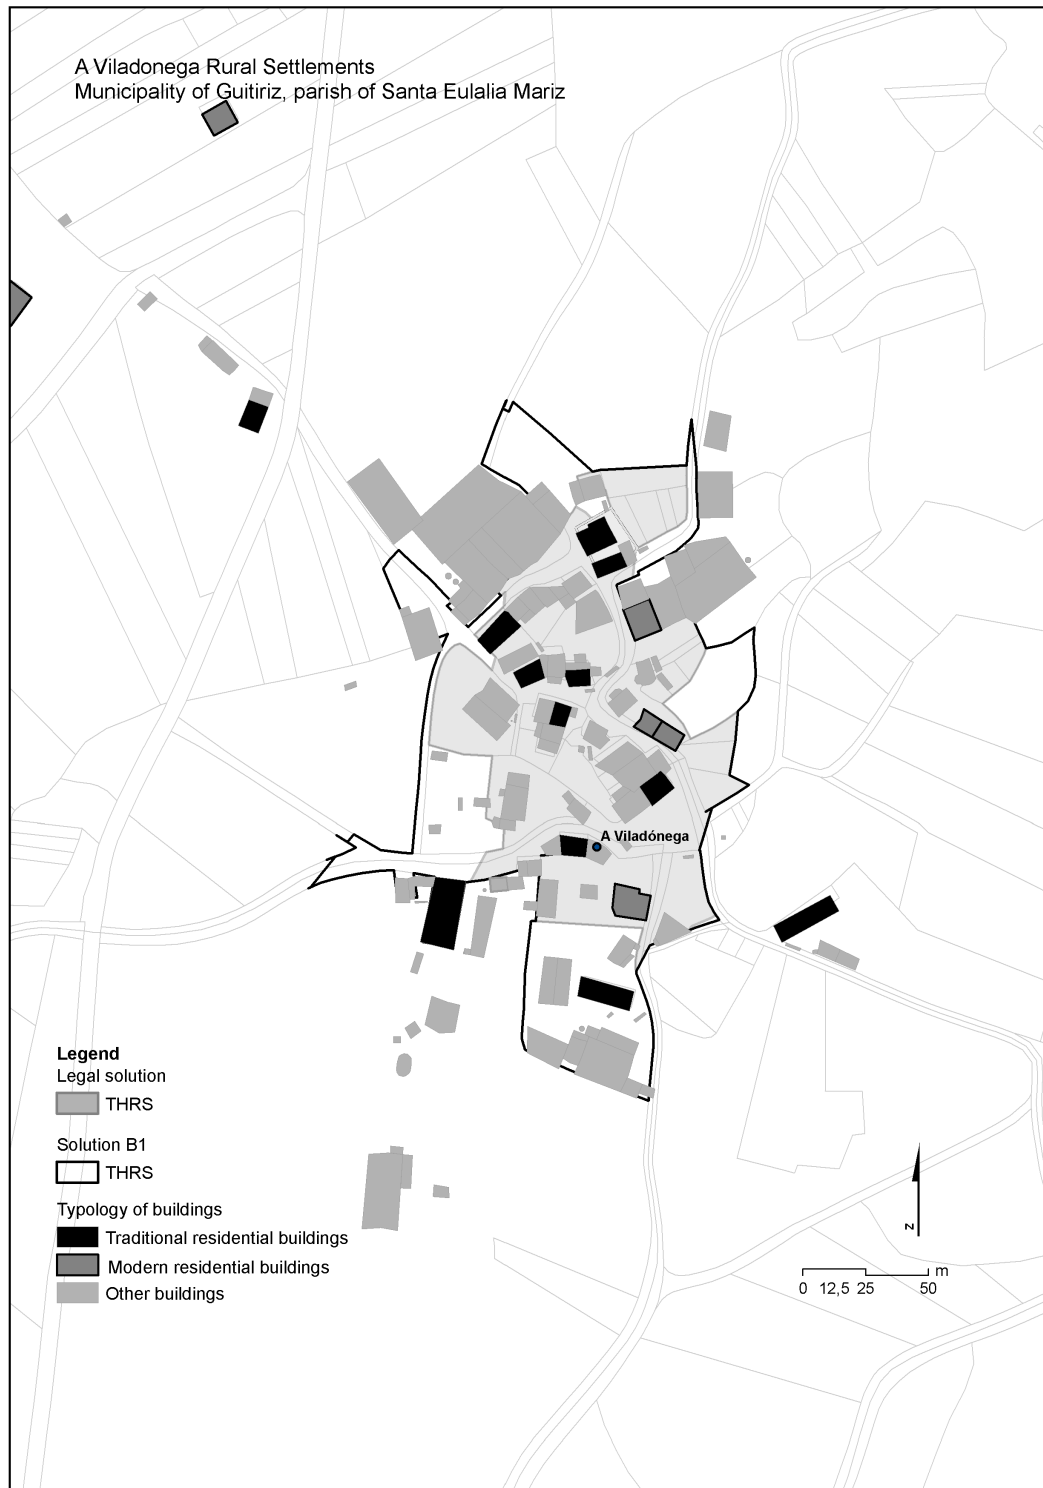 A Viladonega Rural Settlements
Municipality of Guitiriz, parish of Santa Eulalia Mariz
A Viladónega
Legend
Legal solution
THRS
Solution B1
THRS
Typology of buildings
Traditional residential buildings
Modern residential buildings
Other buildings
N
m
0 12,5 25 50